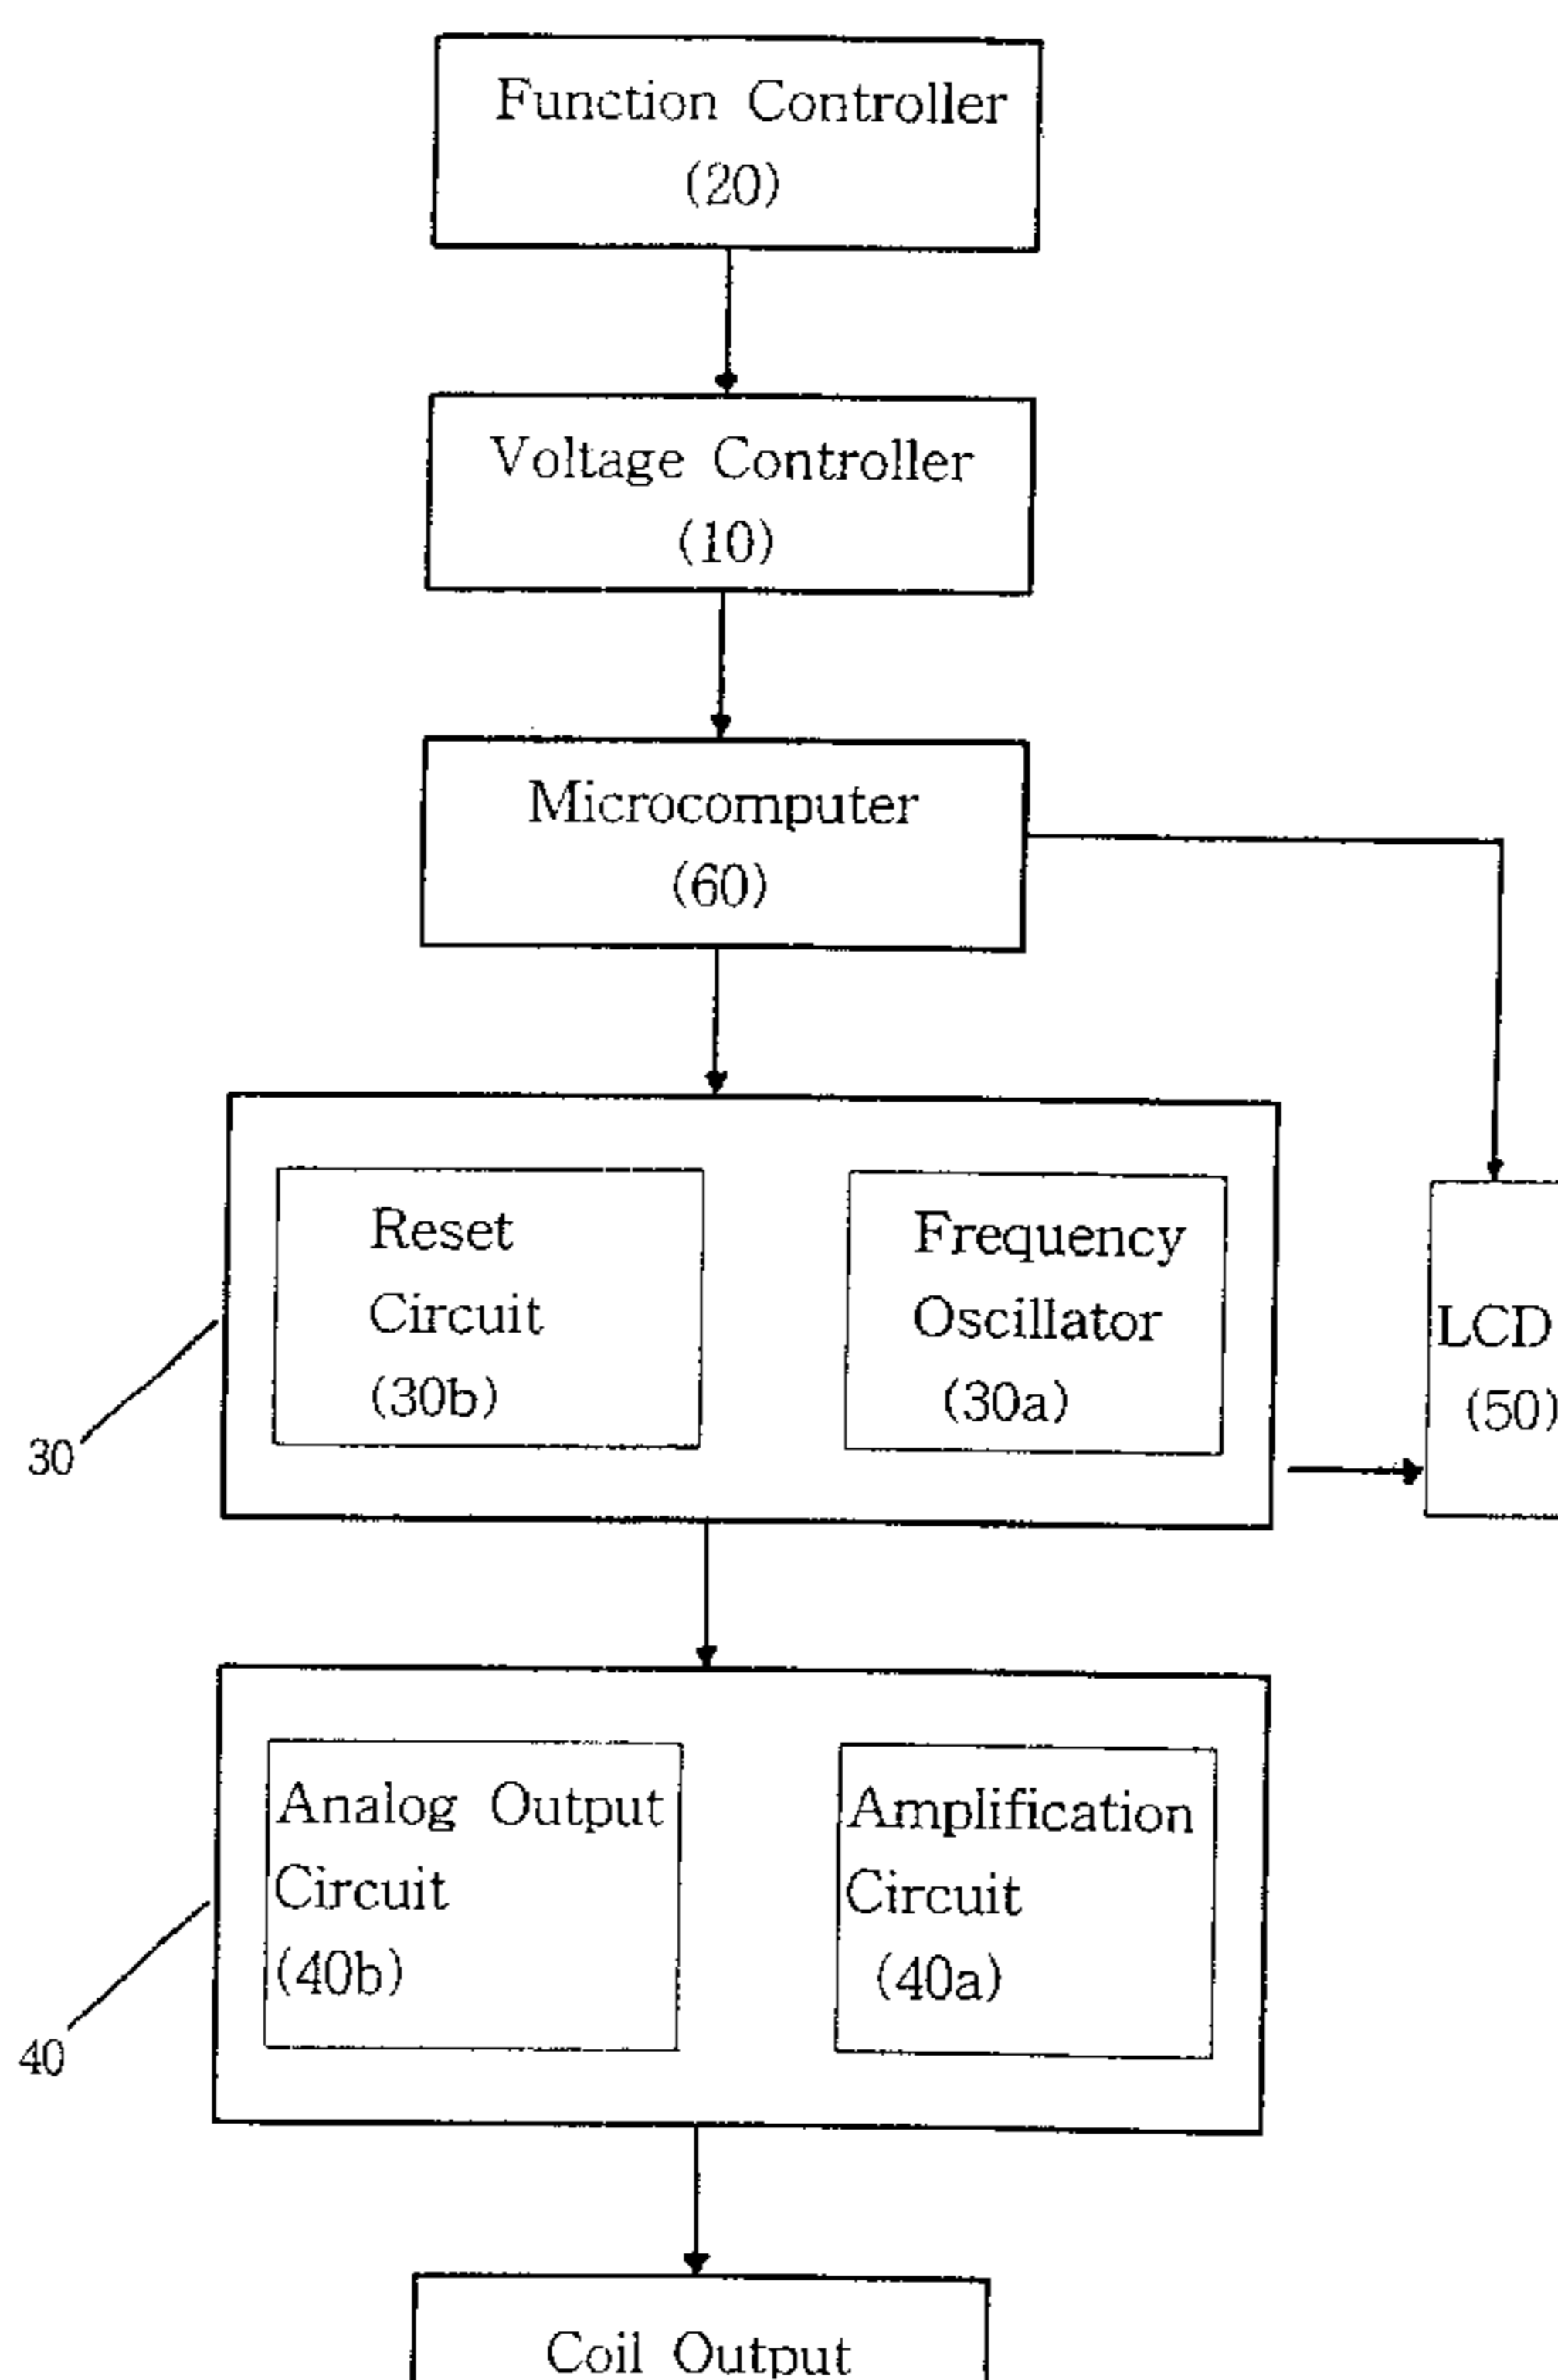 Function Controller
(20)
Voltage Controller
(10)
Microcomputer
(60)
Reset
Circuit
(30b)
Frequency
Oscillator
(30a)
LCD
(50)
30
Analog Output
Circuit
(40b)
Amplification
Circuit
(40a)
40
Coil Output